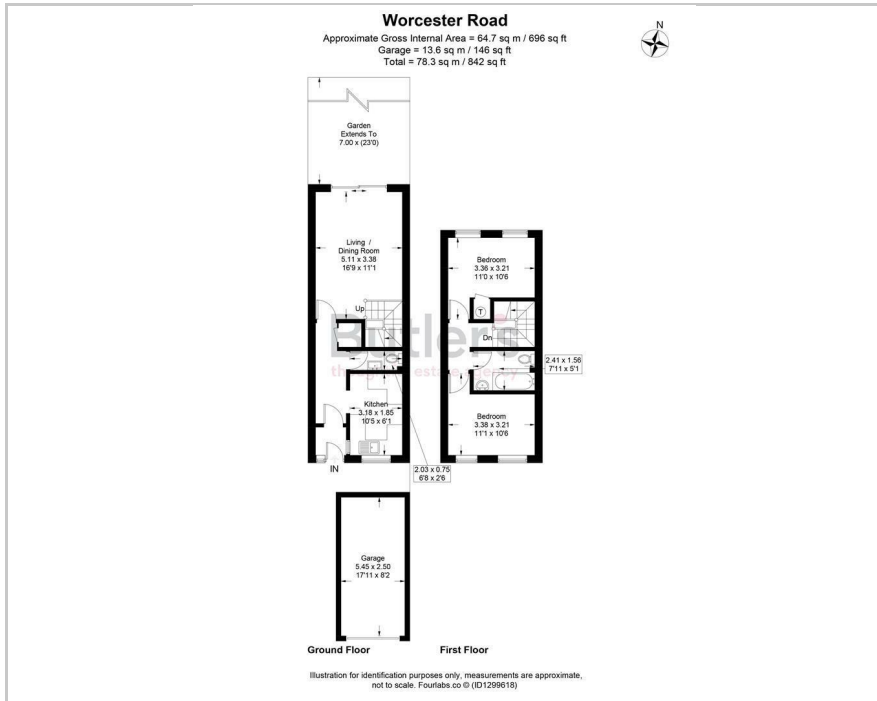 Worcester Road
Approximate Gross Internal Area = 64.7 sq m / 696 sq ft
Garage = 13.6 sq m / 146 sq ft
Total = 78.3 sq m / 842 sq ft
N
Garden
Extends To
7.00 x (23'0)
Living /
Dining Room
5.11 x 3.38
16'9 x 11'1
Up
Kitchen
3.18 x 1.85
10'5 x 6'1
IN
2.03 x 0.75
6'8 x 2'6
Bedroom
3.36 x 3.21
11'0 x 10'6
T
Dn
2.41 x 1.56
7'11 x 5'1
Bedroom
3.38 x 3.21
11'1 x 10'6
Butler's
estate agency
Garage
5.45 x 2.50
17'11 x 8'2
Ground Floor
First Floor
Illustration for identification purposes only, measurements are approximate,
not to scale. Fourlabs.co © (ID1299618)